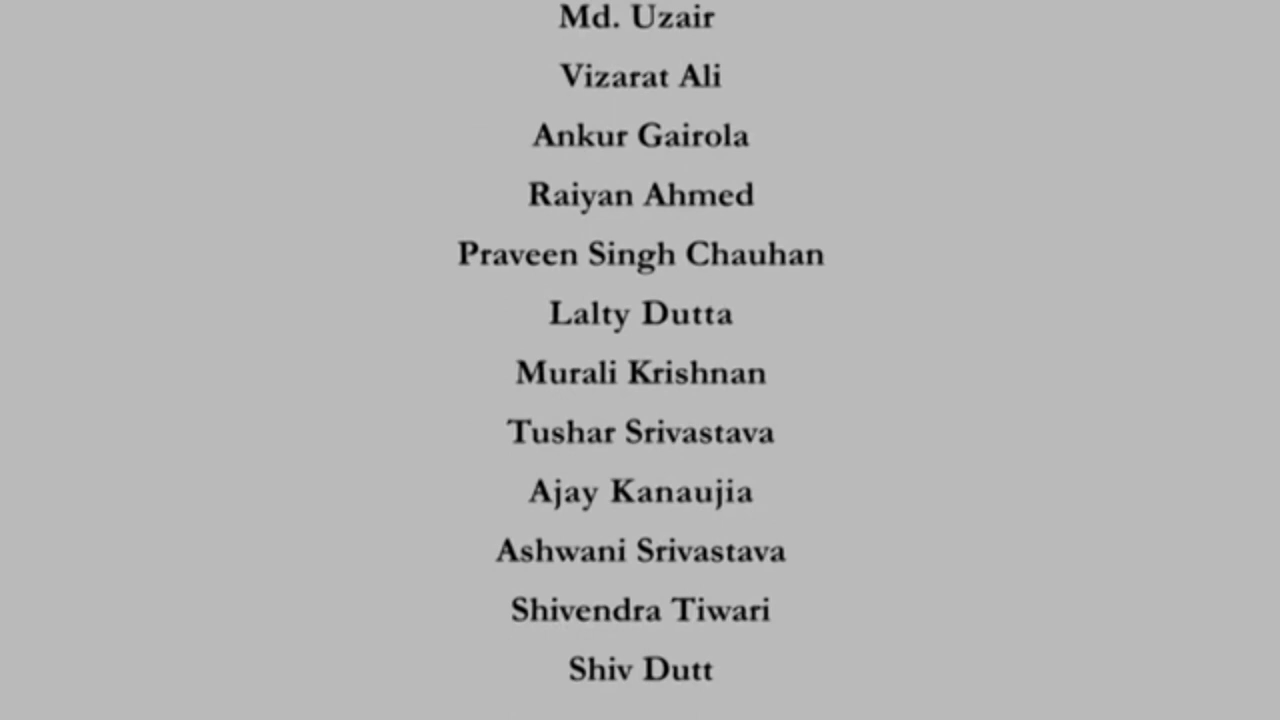 Md. Uzair
Vizarat Ali
Ankur Gairola
Raiyan Ahmed
Praveen Singh Chauhan
Lalty Dutta
Murali Krishnan
Tushar Srivastava
Ajay Kanaujia
Ashwani Srivastava
Shivendra Tiwari
Shiv Dutt